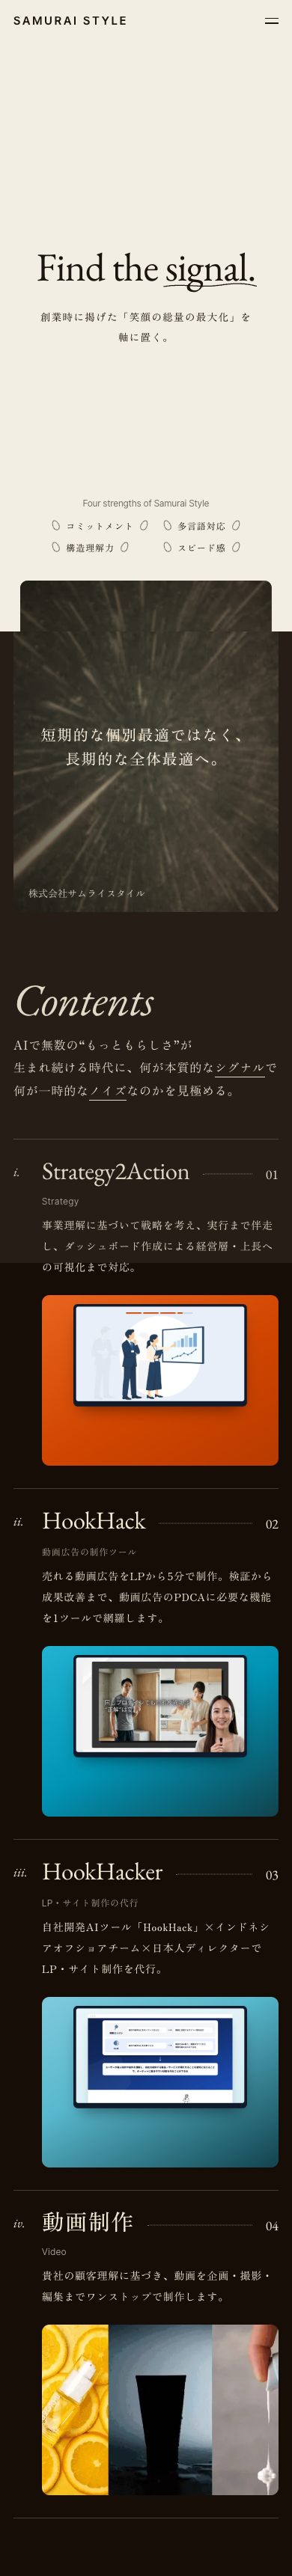 SAMURAI STYLE
Find the signal.
創業時に掲げた「笑顔の総量の最大化」を
軸に置く。
Four strengths of Samurai Style
コミットメント
多言語対応
構造理解力
スピード感
短期的な個別最適ではなく、
長期的な全体最適へ。
株式会社サムライスタイル
Contents
AIで無数の“もっともらしさ”が
生まれ続ける時代に、何が本質的なシグナルで
何が一時的なノイズなのかを見極める。
i.
Strategy2Action
01
Strategy
事業理解に基づいて戦略を考え、実行まで伴走
し、ダッシュボード作成による経営層・上長へ
の可視化まで対応。
ii.
HookHack
02
動画広告の制作ツール
売れる動画広告をLPから5分で制作。検証から
成果改善まで、動画広告のPDCAに必要な機能
を1ツールで網羅します。
iii.
HookHacker
03
LP・サイト制作の代行
自社開発AIツール「HookHack」×インドネシ
アオフショアチーム×日本人ディレクターで
LP・サイト制作を代行。
iv.
動画制作
04
Video
貴社の顧客理解に基づき、動画を企画・撮影・
編集までワンストップで制作します。